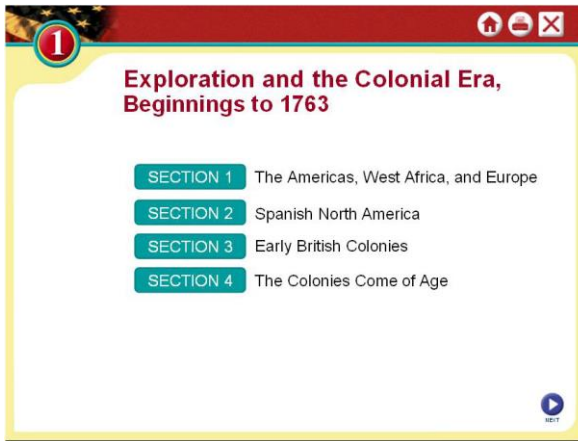 1
Exploration and the Colonial Era,
Beginnings to 1763
SECTION 1 The Americas, West Africa, and Europe
SECTION 2 Spanish North America
SECTION 3 Early British Colonies
SECTION 4 The Colonies Come of Age
NEXT